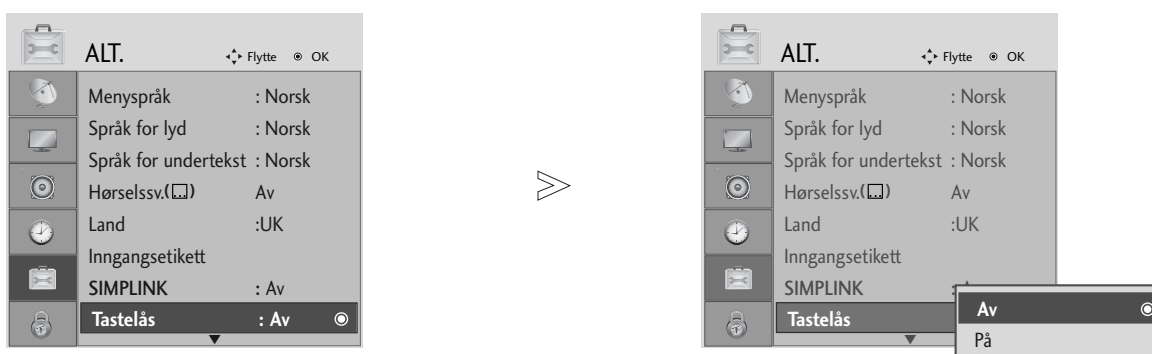 ALT. Flytte OK
Menyspråk : Norsk
Språk for lyd : Norsk
Språk for undertekst : Norsk
Hørselssv.( ) Av
Land :UK
Inngangsetikett
SIMPLINK : Av
Tastelås : Av
ALT. Flytte OK
Menyspråk : Norsk
Språk for lyd : Norsk
Språk for undertekst : Norsk
Hørselssv.( ) Av
Land :UK
Inngangsetikett
SIMPLINK :
Tastelås
Av
På